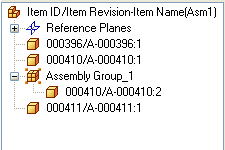 Item ID/Item Revision-Item Name(Asm1)
Reference Planes
000396/A-000396:1
000410/A-000410:1
Assembly Group_1
000410/A-000410:2
000411/A-000411:1